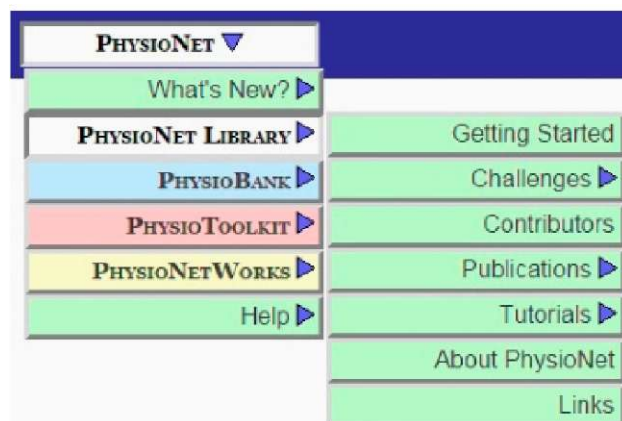 PhysioNet
What's New?
PhysioNet Library
PhysioBank
PhysioToolkit
PhysioNetWorks
Help
Getting Started
Challenges
Contributors
Publications
Tutorials
About PhysioNet
Links